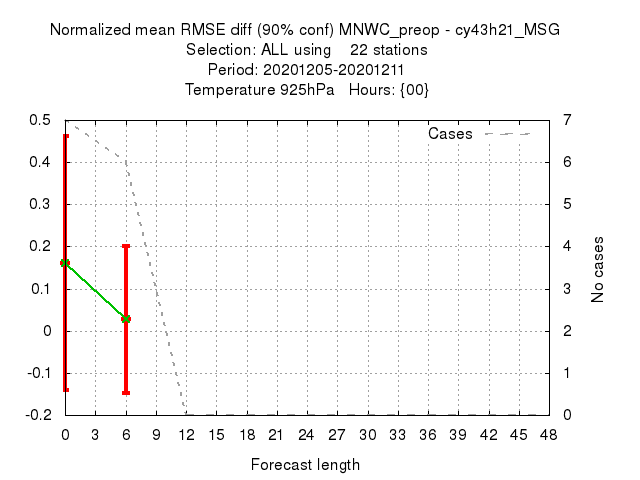 Normalized mean RMSE diff (90% conf) MNWC_preop - cy43h21_MSG
Selection: ALL using 22 stations
Period: 20201205-20201211
Temperature 925hPa Hours: {00}
Cases
0.5
0.4
0.3
0.2
0.1
0
-0.1
-0.2
7
6
5
4
3
2
1
0
No cases
0 3 6 9 12 15 18 21 24 27 30 33 36 39 42 45 48
Forecast length